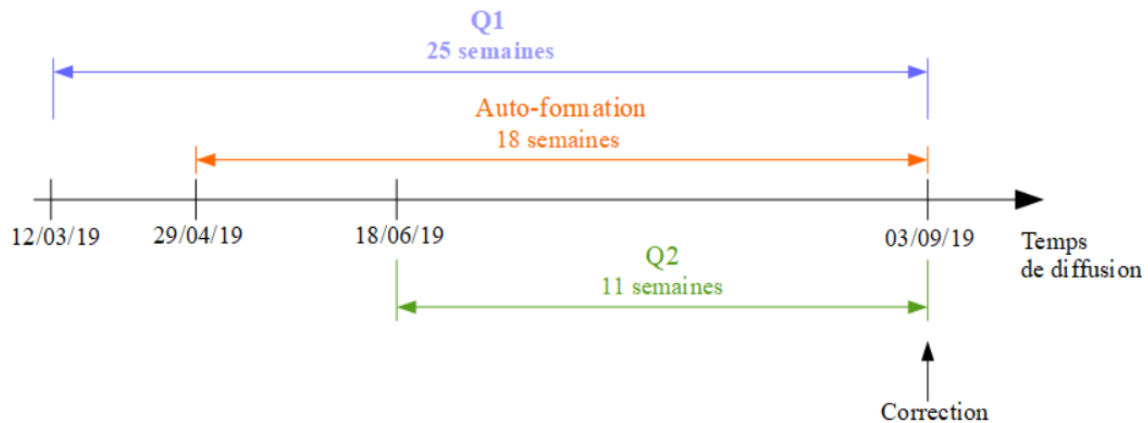 Q1
25 semaines
Auto-formation
18 semaines
12/03/19
29/04/19
18/06/19
03/09/19
Temps
de diffusion
Q2
11 semaines
Correction